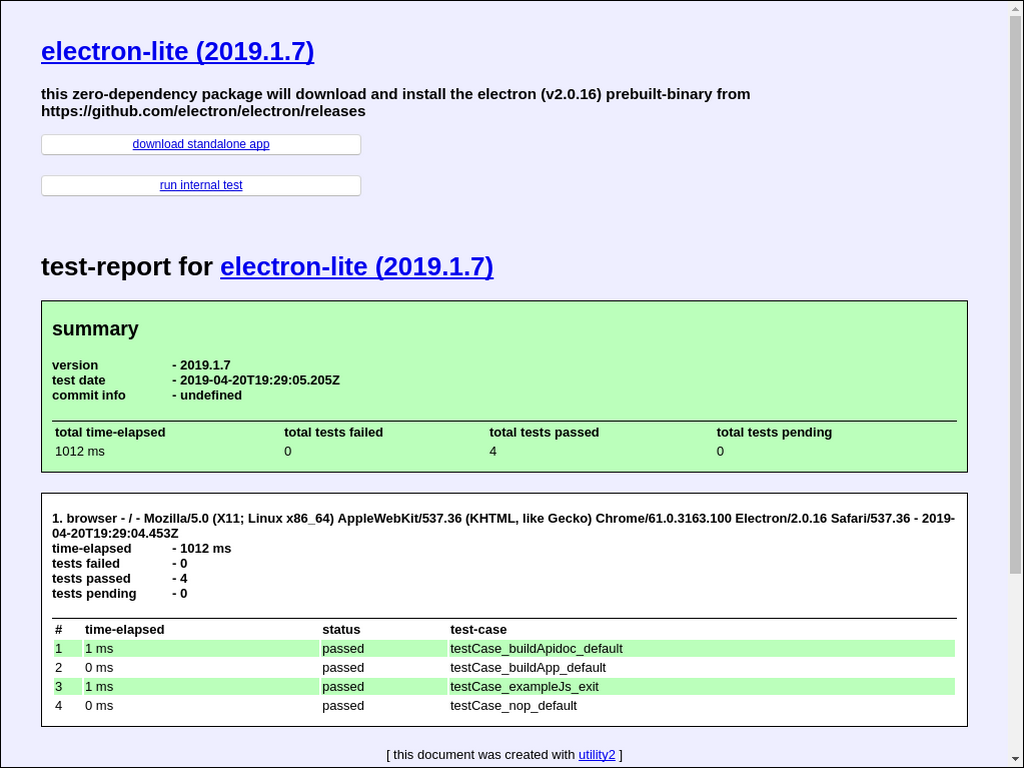 electron-lite (2019.1.7)
this zero-dependency package will download and install the electron (v2.0.16) prebuilt-binary from
https://github.com/electron/electron/releases
download standalone app
run internal test
test-report for electron-lite (2019.1.7)
summary
version - 2019.1.7
test date - 2019-04-20T19:29:05.205Z
commit info - undefined
total time-elapsed total tests failed total tests passed total tests pending
1012 ms 0 4 0
1. browser - / - Mozilla/5.0 (X11; Linux x86_64) AppleWebKit/537.36 (KHTML, like Gecko) Chrome/61.0.3163.100 Electron/2.0.16 Safari/537.36 - 2019-
04-20T19:29:04.453Z
time-elapsed - 1012 ms
tests failed - 0
tests passed - 4
tests pending - 0
# time-elapsed status test-case
1 1 ms passed testCase_buildApidoc_default
2 0 ms passed testCase_buildApp_default
3 1 ms passed testCase_exampleJs_exit
4 0 ms passed testCase_nop_default
[ this document was created with utility2 ]